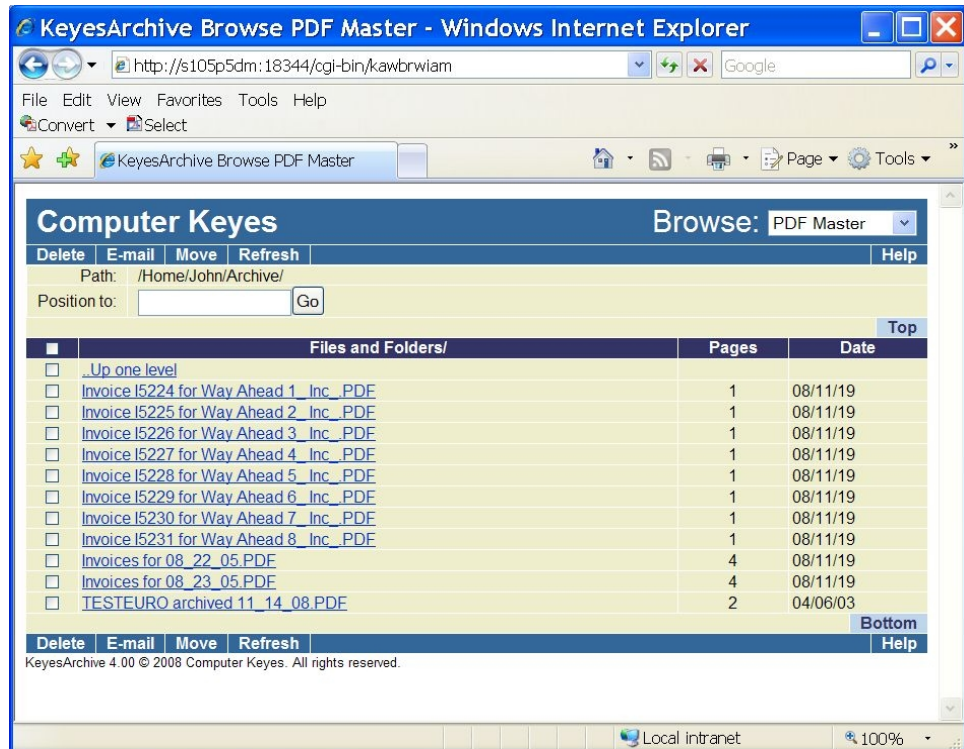 KeyesArchive Browse PDF Master - Windows Internet Explorer
http://s105p5dm:18344/cgi-bin/kawbrwiam Google
File Edit View Favorites Tools Help
Convert Select
KeyesArchive Browse PDF Master Page Tools »
Computer Keyes Browse: PDF Master
Delete E-mail Move Refresh Help
Path: /Home/John/Archive/
Position to: Go
Top
Files and Folders/ Pages Date
..Up one level
Invoice I5224 for Way Ahead 1_ Inc_.PDF 1 08/11/19
Invoice I5225 for Way Ahead 2_ Inc_.PDF 1 08/11/19
Invoice I5226 for Way Ahead 3_ Inc_.PDF 1 08/11/19
Invoice I5227 for Way Ahead 4_ Inc_.PDF 1 08/11/19
Invoice I5228 for Way Ahead 5_ Inc_.PDF 1 08/11/19
Invoice I5229 for Way Ahead 6_ Inc_.PDF 1 08/11/19
Invoice I5230 for Way Ahead 7_ Inc_.PDF 1 08/11/19
Invoice I5231 for Way Ahead 8_ Inc_.PDF 1 08/11/19
Invoices for 08_22_05.PDF 4 08/11/19
Invoices for 08_23_05.PDF 4 08/11/19
TESTEURO archived 11_14_08.PDF 2 04/06/03
Bottom
Delete E-mail Move Refresh Help
KeyesArchive 4.00 © 2008 Computer Keyes. All rights reserved.
Local intranet 100%